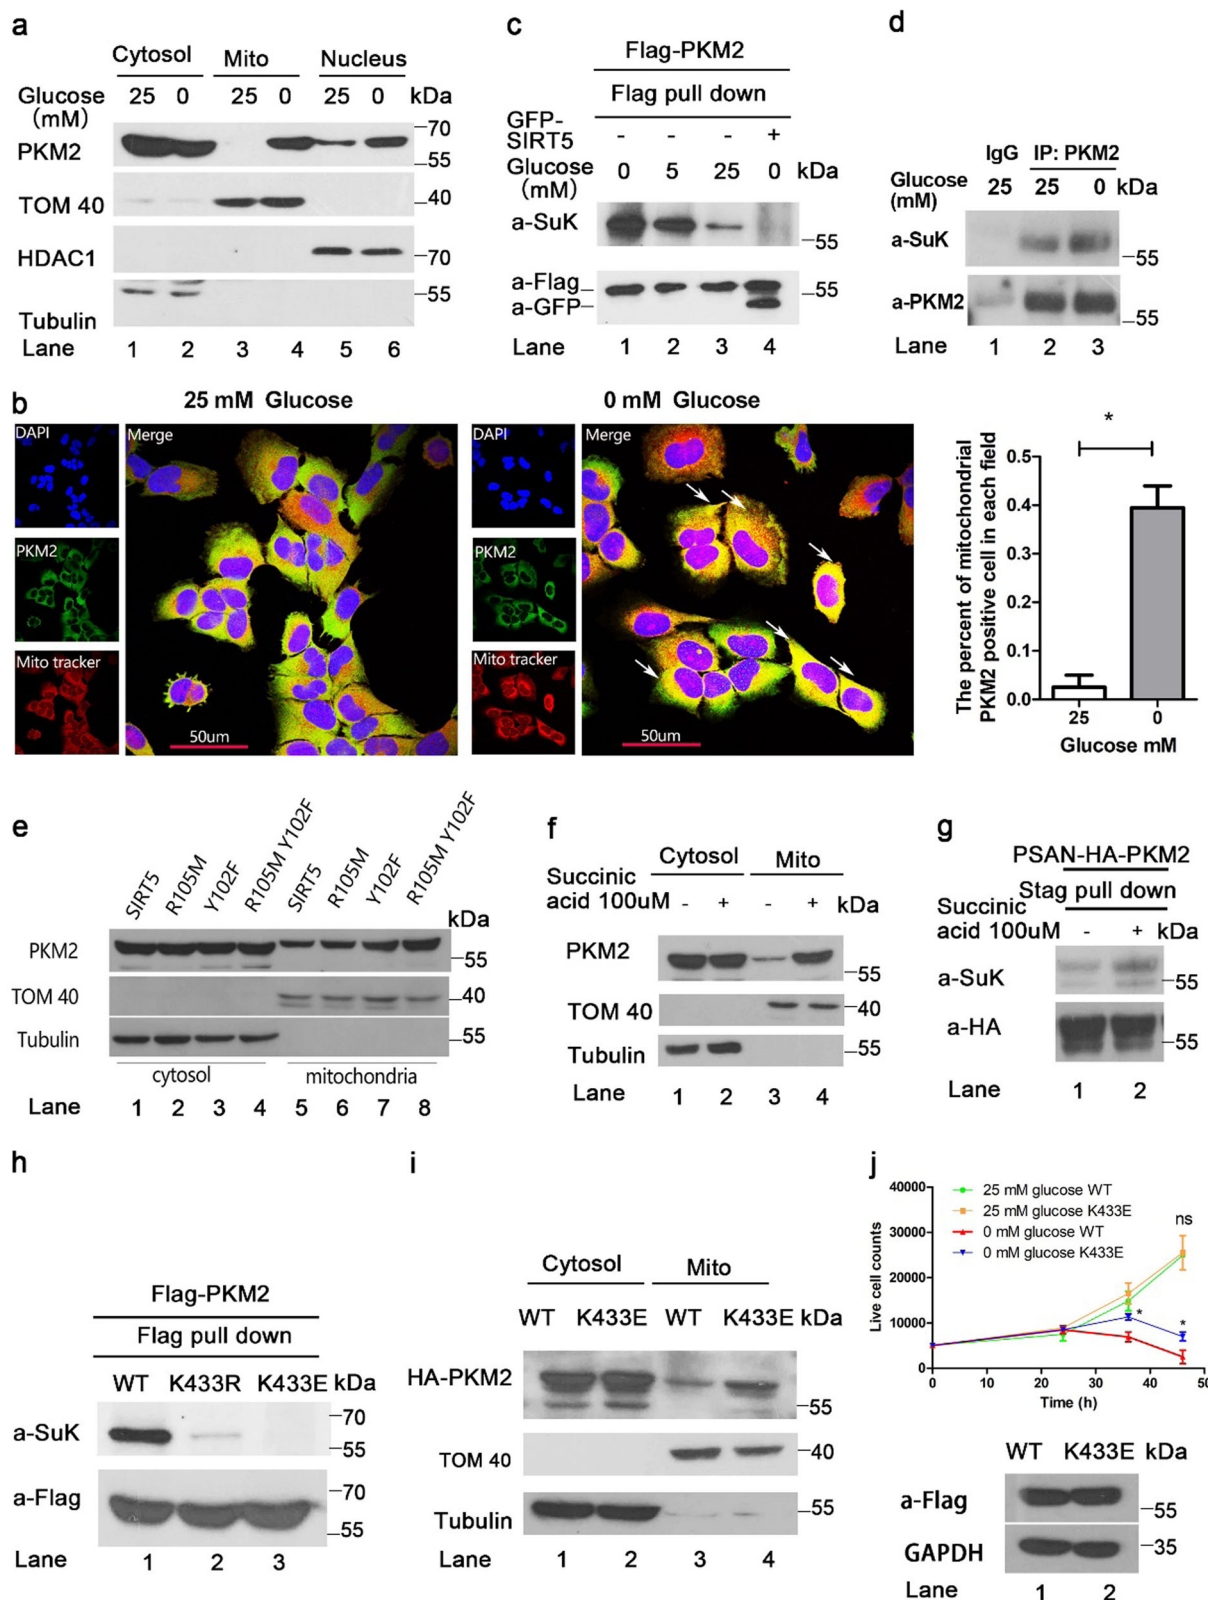 a
Cytosol Mito Nucleus
Glucose 25 0 25 0 25 0 kDa
(mM)
PKM2 70
55
TOM 40 40
HDAC1 70
55
Tubulin
Lane 1 2 3 4 5 6
c
Flag-PKM2
Flag pull down
GFP-
SIRT5 - - - +
Glucose 0 5 25 0 kDa
(mM)
a-SuK
55
a-Flag 55
a-GFP
Lane 1 2 3 4
d
IgG IP: PKM2
Glucose 25 25 0 kDa
(mM)
a-SuK
55
a-PKM2
55
Lane 1 2 3
b
25 mM Glucose
DAPI
PKM2
Mito tracker
Merge
50um
0 mM Glucose
DAPI
PKM2
Mito tracker
Merge
50um
*
The percent of mitochondrial
PKM2 positive cell in each field
0.5
0.4
0.3
0.2
0.1
0.0
25 0
Glucose mM
e
SIRT5 R105M Y102F R105M Y102F SIRT5 R105M Y102F R105M Y102F
kDa
PKM2
55
TOM 40 40
Tubulin 55
cytosol mitochondria
Lane 1 2 3 4 5 6 7 8
f
Cytosol Mito
Succinic
acid 100uM - + - + kDa
PKM2
55
TOM 40 40
Tubulin 55
Lane 1 2 3 4
g
PSAN-HA-PKM2
Stag pull down
Succinic
acid 100uM - + kDa
a-SuK
55
a-HA
55
Lane 1 2
h
Flag-PKM2
Flag pull down
WT K433R K433E kDa
a-SuK 70
55
a-Flag 70
55
Lane 1 2 3
i
Cytosol Mito
WT K433E WT K433E kDa
HA-PKM2
55
TOM 40 40
Tubulin 55
Lane 1 2 3 4
j
Live cell counts
40000
30000
20000
10000
0
25 mM glucose WT
25 mM glucose K433E
0 mM glucose WT
0 mM glucose K433E
ns
*
*
0 10 20 30 40 50
Time (h)
WT K433E kDa
a-Flag
55
GAPDH 35
Lane 1 2